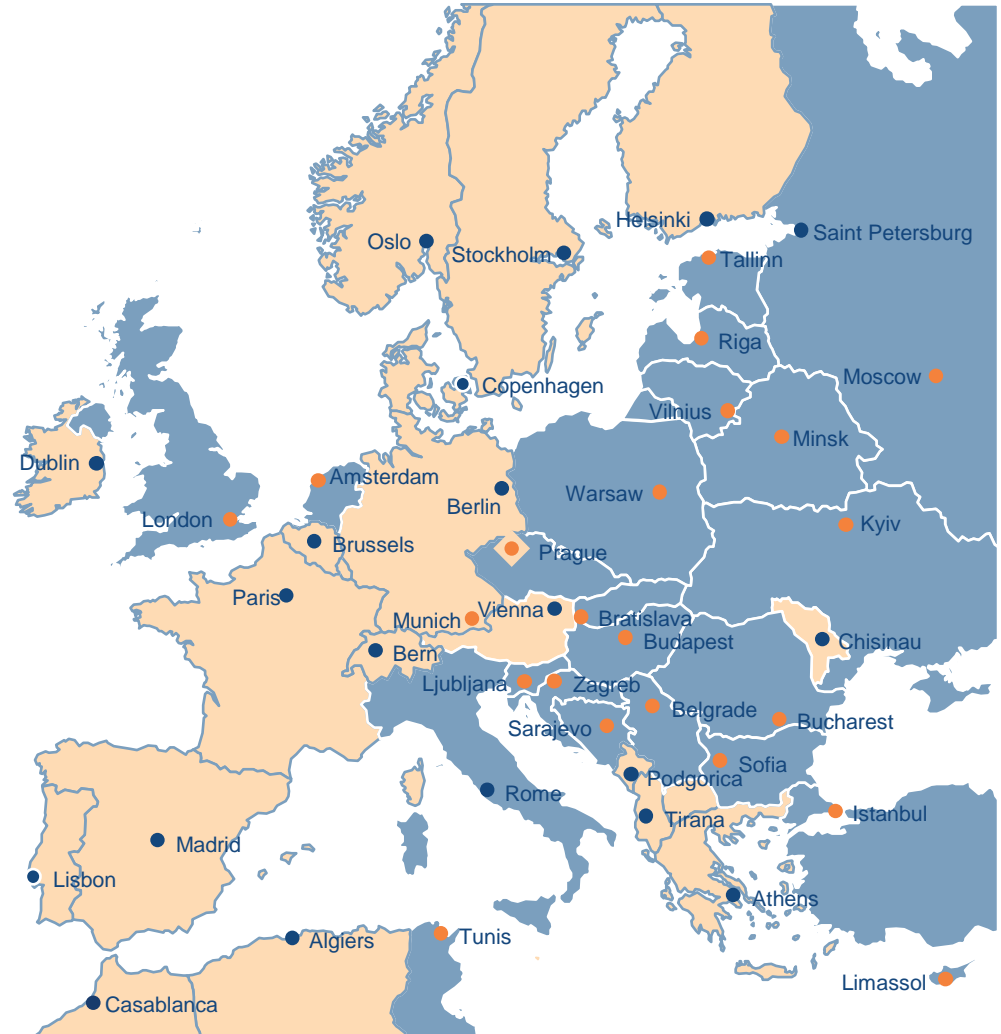 Helsinki
Saint Petersburg
Oslo
Stockholm
Tallinn
Riga
Moscow
Copenhagen
Vilnius
Minsk
Dublin
Amsterdam
Berlin
Warsaw
London
Kyiv
Brussels
Prague
Paris
Munich
Vienna
Bratislava
Budapest
Chisinau
Bern
Ljubljana
Zagreb
Belgrade
Bucharest
Sarajevo
Sofia
Podgorica
Rome
Istanbul
Tirana
Madrid
Lisbon
Athens
Algiers
Tunis
Limassol
Casablanca